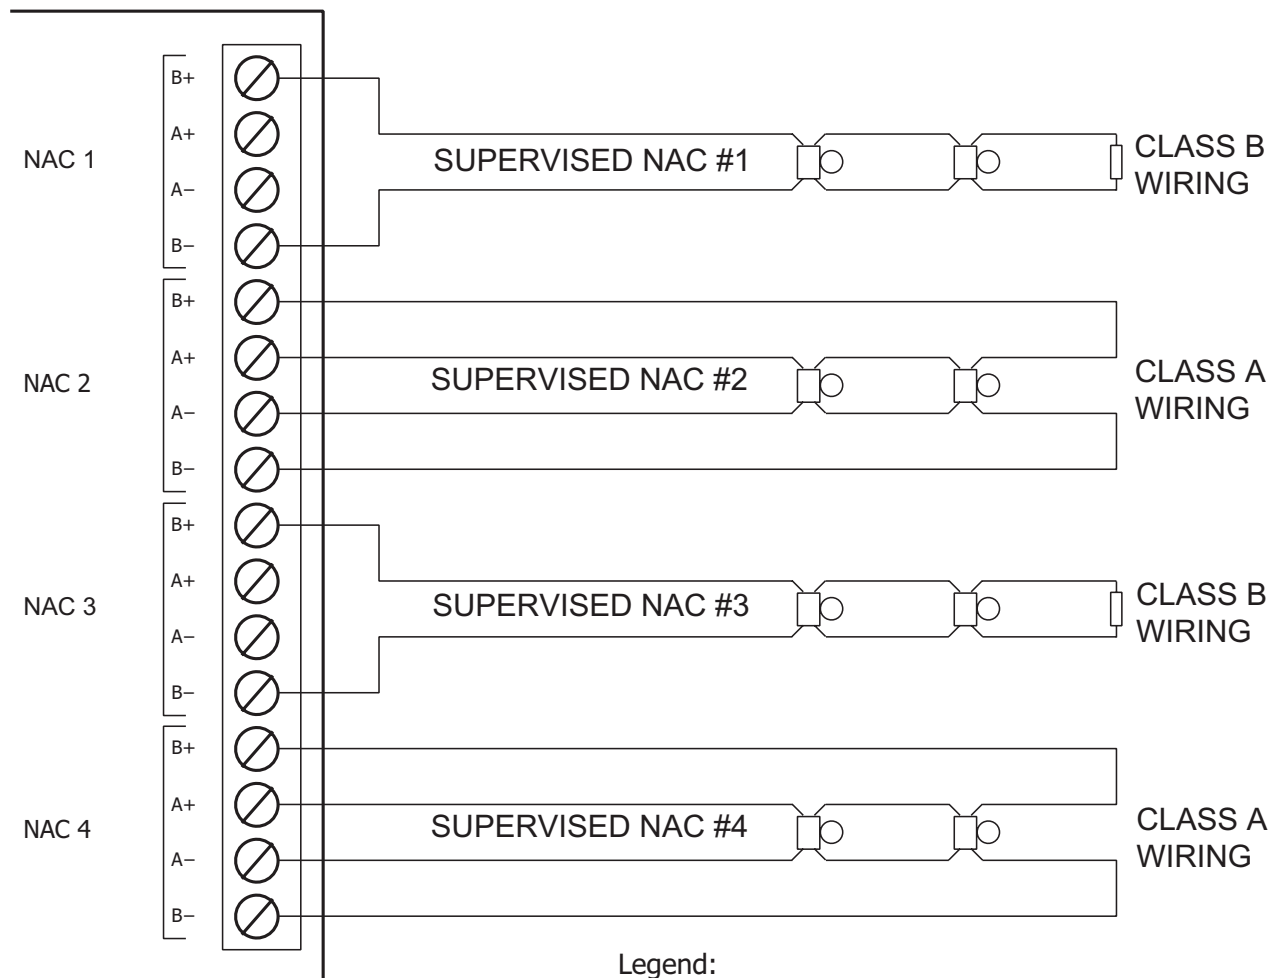 B+
A+
NAC 1
A−
B−
SUPERVISED NAC #1
CLASS B
WIRING
B+
A+
NAC 2
A−
B−
SUPERVISED NAC #2
CLASS A
WIRING
B+
A+
NAC 3
A−
B−
SUPERVISED NAC #3
CLASS B
WIRING
B+
A+
NAC 4
A−
B−
SUPERVISED NAC #4
CLASS A
WIRING
Legend: